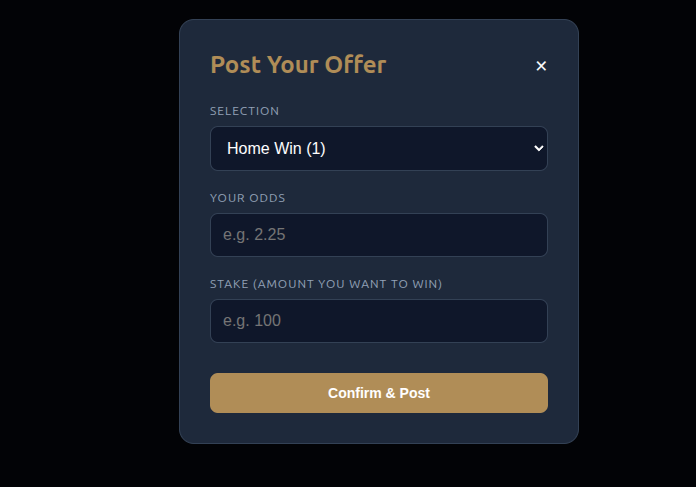 Post Your Offer
×
SELECTION
Home Win (1)
YOUR ODDS
e.g. 2.25
STAKE (AMOUNT YOU WANT TO WIN)
e.g. 100
Confirm & Post